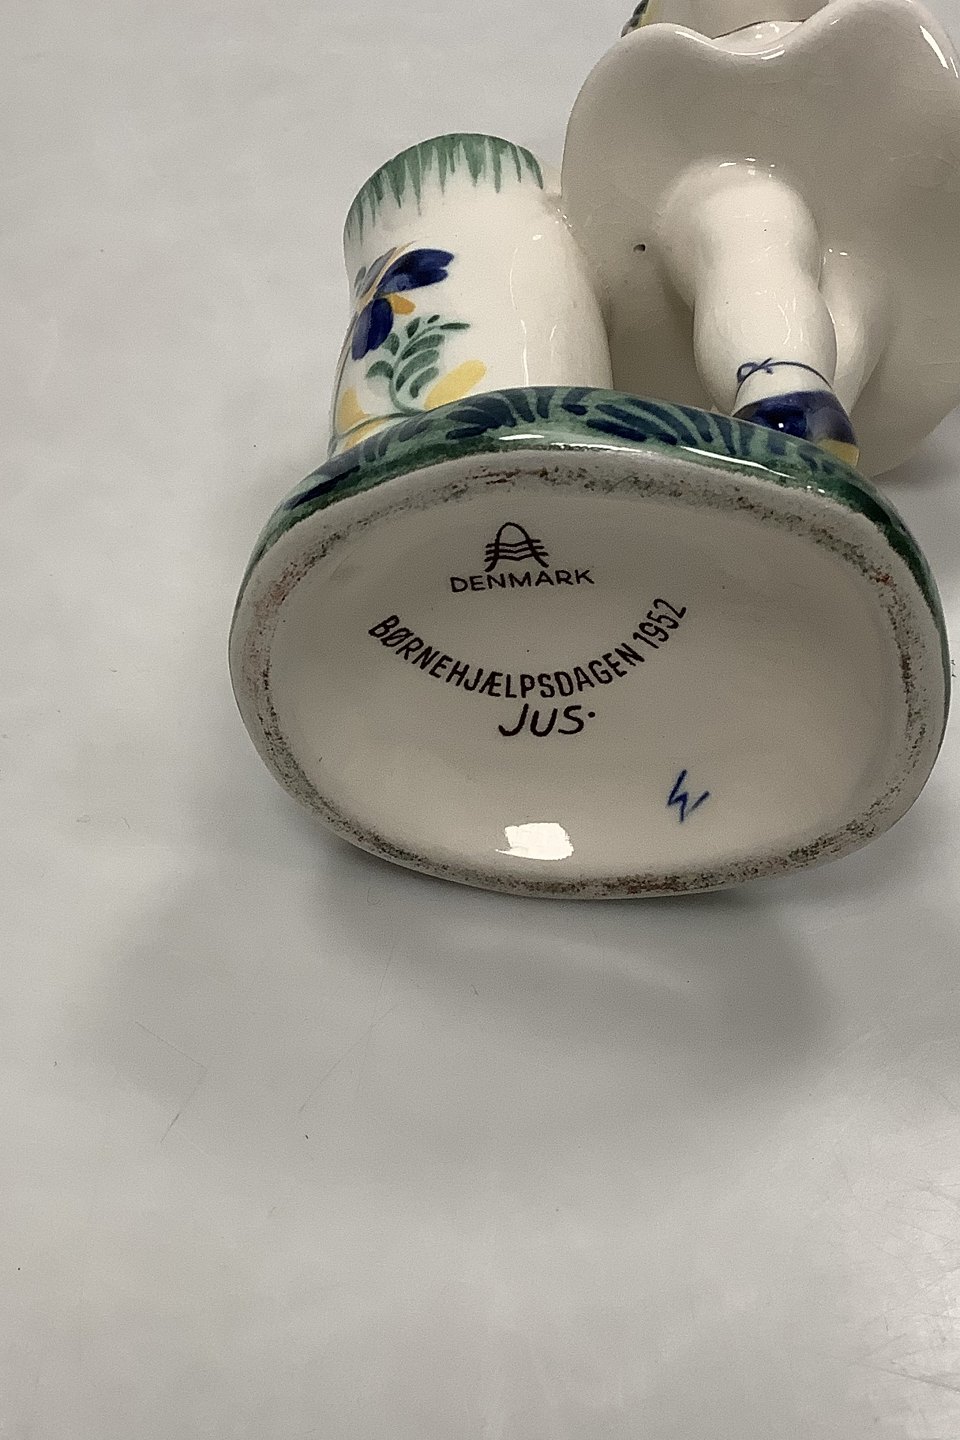 DENMARK
BØRNEHJÆLPSDAGEN 1952
JUS.